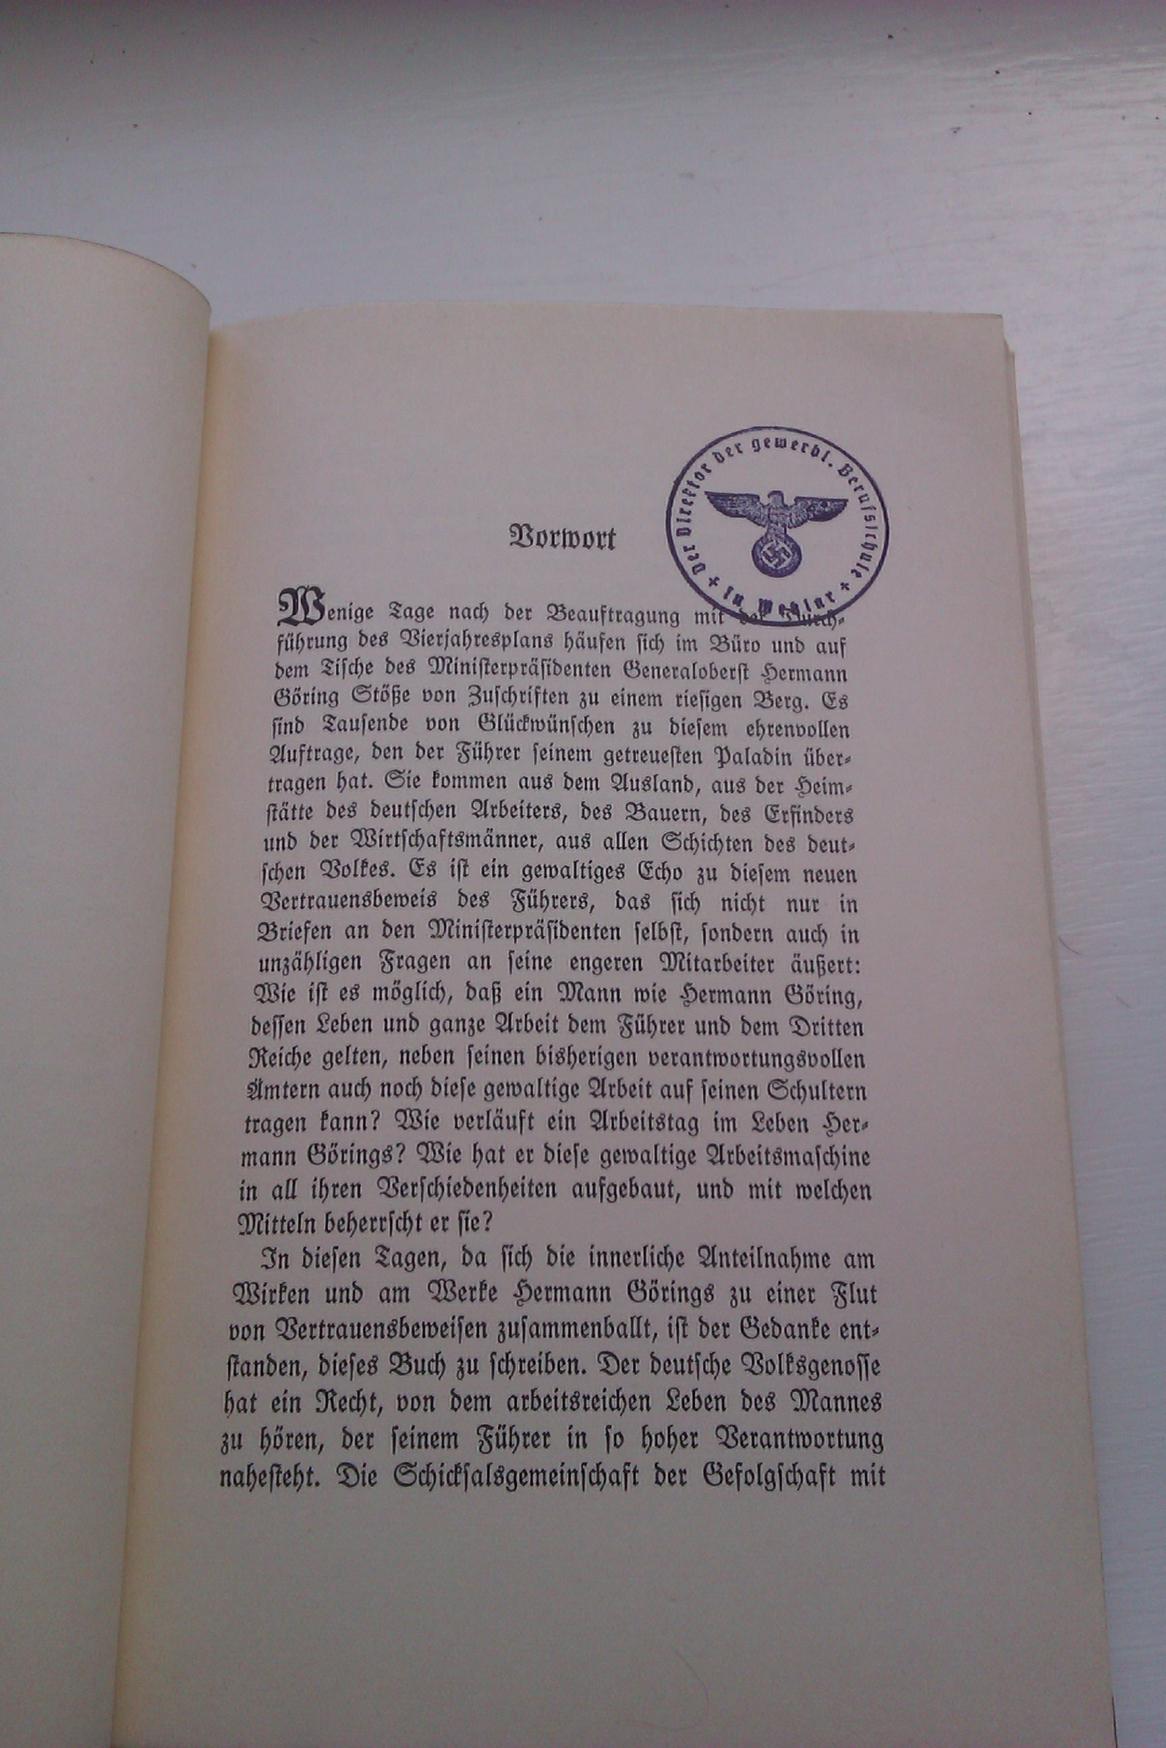 Der Direktor der gewerbl. Berufsschule
in Wetzlar
Vorwort
Wenige Tage nach der Beauftragung mit der Durch-
führung des Vierjahresplans häufen sich im Büro und auf
dem Tische des Ministerpräsidenten Generaloberst Hermann
Göring Stöße von Zuschriften zu einem riesigen Berg. Es
sind Tausende von Glückwünschen zu diesem ehrenvollen
Auftrage, den der Führer seinem getreuesten Paladin über-
tragen hat. Sie kommen aus dem Ausland, aus der Heim-
stätte des deutschen Arbeiters, des Bauern, des Erfinders
und der Wirtschaftsmänner, aus allen Schichten des deut-
schen Volkes. Es ist ein gewaltiges Echo zu diesem neuen
Vertrauensbeweis des Führers, das sich nicht nur in
Briefen an den Ministerpräsidenten selbst, sondern auch in
unzähligen Fragen an seine engeren Mitarbeiter äußert:
Wie ist es möglich, daß ein Mann wie Hermann Göring,
dessen Leben und ganze Arbeit dem Führer und dem Dritten
Reiche gelten, neben seinen bisherigen verantwortungsvollen
Ämtern auch noch diese gewaltige Arbeit auf seinen Schultern
tragen kann? Wie verläuft ein Arbeitstag im Leben Her-
mann Görings? Wie hat er diese gewaltige Arbeitsmaschine
in all ihren Verschiedenheiten aufgebaut, und mit welchen
Mitteln beherrscht er sie?
In diesen Tagen, da sich die innerliche Anteilnahme am
Wirken und am Werke Hermann Görings zu einer Flut
von Vertrauensbeweisen zusammenballt, ist der Gedanke ent-
standen, dieses Buch zu schreiben. Der deutsche Volksgenosse
hat ein Recht, von dem arbeitsreichen Leben des Mannes
zu hören, der seinem Führer in so hoher Verantwortung
nahesteht. Die Schicksalsgemeinschaft der Gefolgschaft mit